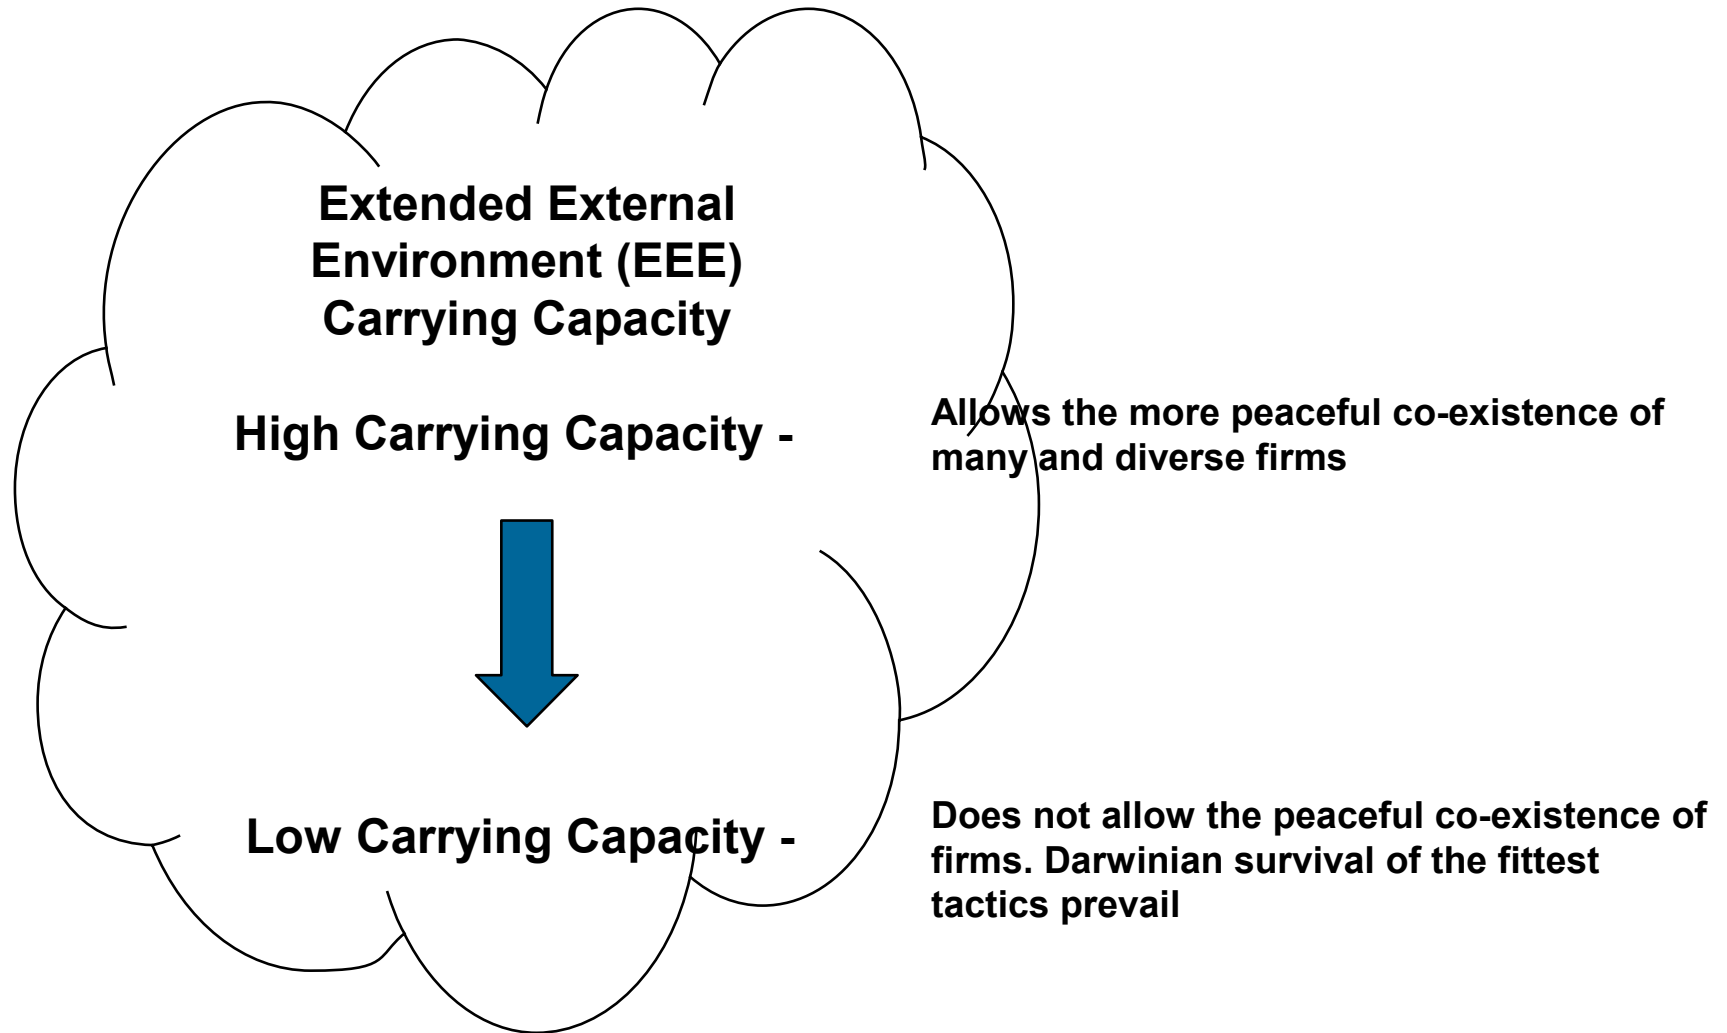 Extended External
Environment (EEE)
Carrying Capacity
High Carrying Capacity -
Allows the more peaceful co-existence of
many and diverse firms
Low Carrying Capacity -
Does not allow the peaceful co-existence of
firms. Darwinian survival of the fittest
tactics prevail